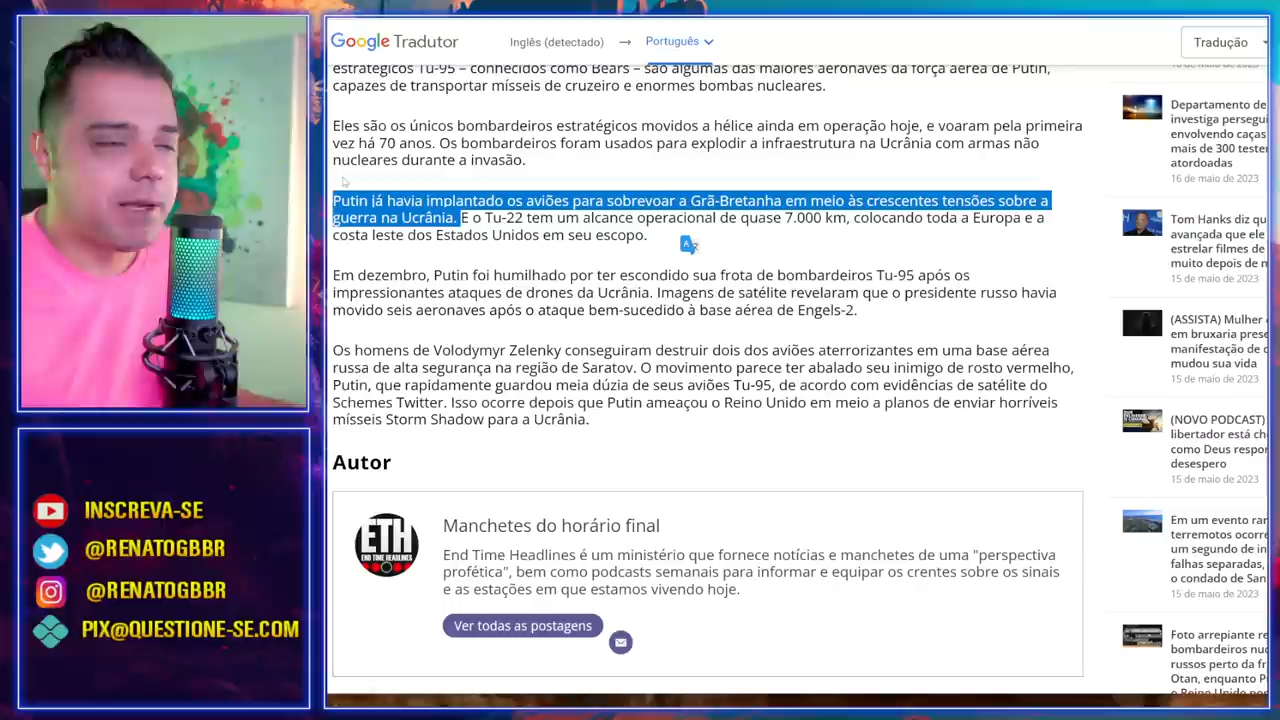 Google Tradutor
Inglês (detectado) → Português
Tradução
estratégicos Tu-95 – conhecidos como Bears – são algumas das maiores aeronaves da força aérea de Putin,
capazes de transportar mísseis de cruzeiro e enormes bombas nucleares.
Eles são os únicos bombardeiros estratégicos movidos a hélice ainda em operação hoje, e voaram pela primeira
vez há 70 anos. Os bombardeiros foram usados para explodir a infraestrutura na Ucrânia com armas não
nucleares durante a invasão.
Putin já havia implantado os aviões para sobrevoar a Grã-Bretanha em meio às crescentes tensões sobre a
guerra na Ucrânia. E o Tu-22 tem um alcance operacional de quase 7.000 km, colocando toda a Europa e a
costa leste dos Estados Unidos em seu escopo.
Em dezembro, Putin foi humilhado por ter escondido sua frota de bombardeiros Tu-95 após os
impressionantes ataques de drones da Ucrânia. Imagens de satélite revelaram que o presidente russo havia
movido seis aeronaves após o ataque bem-sucedido à base aérea de Engels-2.
Os homens de Volodymyr Zelenky conseguiram destruir dois dos aviões aterrorizantes em uma base aérea
russa de alta segurança na região de Saratov. O movimento parece ter abalado seu inimigo de rosto vermelho,
Putin, que rapidamente guardou meia dúzia de seus aviões Tu-95, de acordo com evidências de satélite do
Schemes Twitter. Isso ocorre depois que Putin ameaçou o Reino Unido em meio a planos de enviar horríveis
mísseis Storm Shadow para a Ucrânia.
Autor
ETH
END TIME HEADLINES
Manchetes do horário final
End Time Headlines é um ministério que fornece notícias e manchetes de uma "perspectiva
profética", bem como podcasts semanais para informar e equipar os crentes sobre os sinais
e as estações em que estamos vivendo hoje.
Ver todas as postagens
16 de maio de 2023
Departamento de
investiga persegui
envolvendo caças
mais de 300 teste
atordoadas
16 de maio de 2023
Tom Hanks diz q
avançada que ele
estrelar filmes de
muito depois de m
15 de maio de 2023
(ASSISTA) Mulher
em bruxaria prese
manifestação de
mudou sua vida
15 de maio de 2023
(NOVO PODCAST)
libertador está ch
como Deus respo
desespero
15 de maio de 2023
Em um evento rar
terremotos ocorre
um segundo de in
falhas separadas,
o condado de San
15 de maio de 2023
Foto arrepiante re
bombardeiros nuc
russos perto da fr
Otan, enquanto P
o Reino Unido
INSCREVA-SE
@RENATOGBBR
@RENATOGBBR
PIX@QUESTIONE-SE.COM